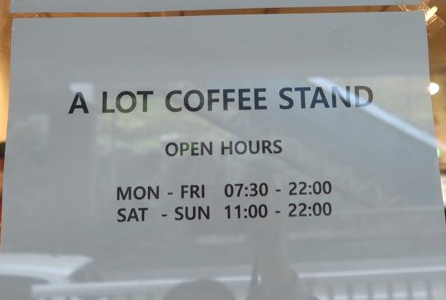 A LOT COFFEE STAND
OPEN HOURS
MON - FRI 07:30 - 22:00
SAT - SUN 11:00 - 22:00